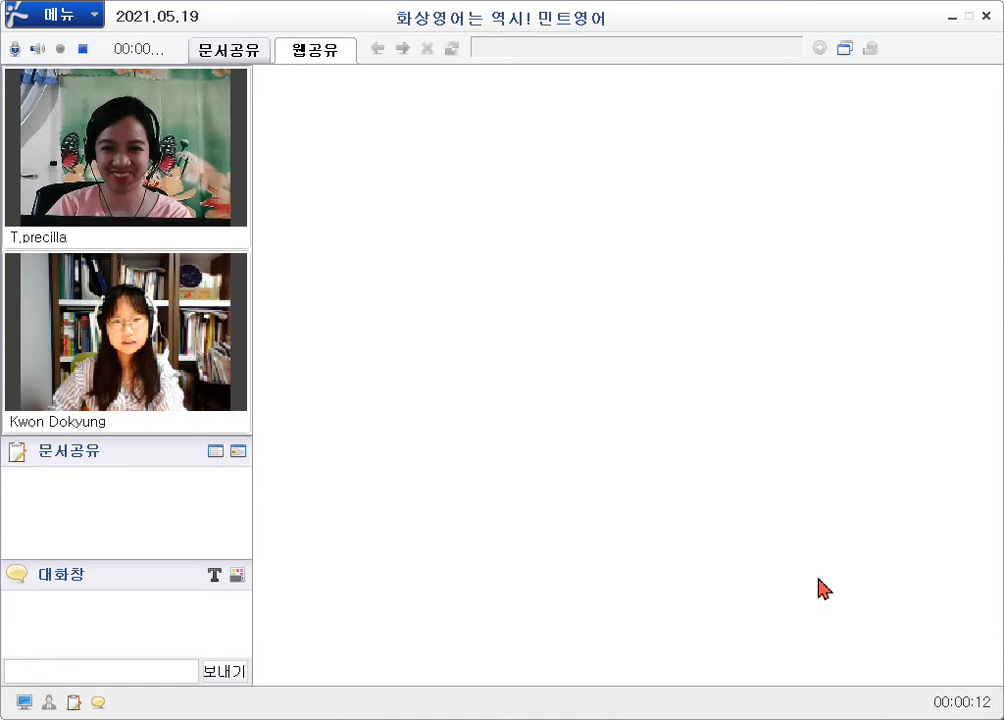 메뉴 2021.05.19 화상영어는 역시! 민트영어
00:00... 문서공유 웹공유
T.precilla
Kwon Dokyung
문서공유
대화창 T
보내기
00:00:12